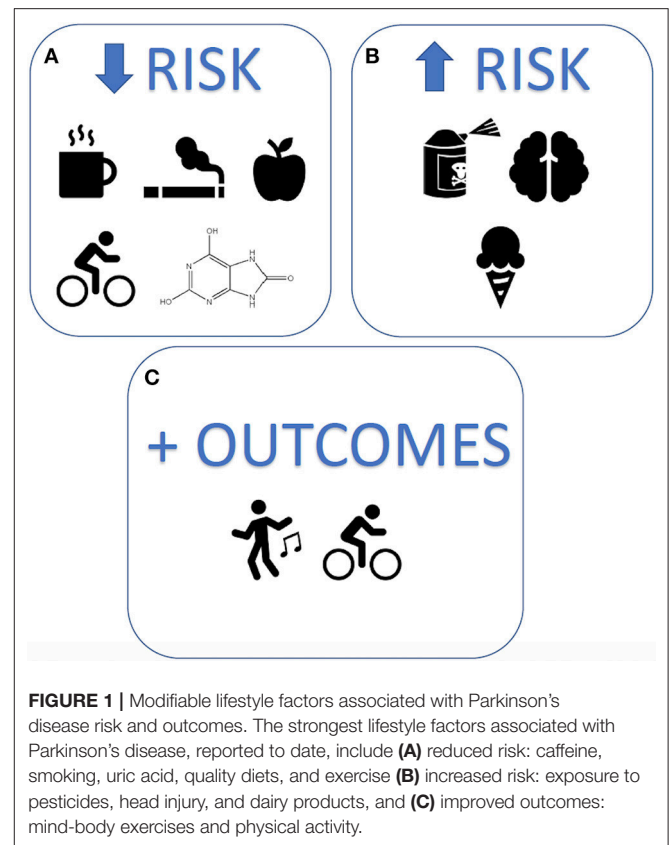 A
RISK
B
RISK
OH
N
H
N
O
HO
N
N
H
C
+ OUTCOMES
FIGURE 1 | Modifiable lifestyle factors associated with Parkinson's
disease risk and outcomes. The strongest lifestyle factors associated with
Parkinson's disease, reported to date, include (A) reduced risk: caffeine,
smoking, uric acid, quality diets, and exercise (B) increased risk: exposure to
pesticides, head injury, and dairy products, and (C) improved outcomes:
mind-body exercises and physical activity.